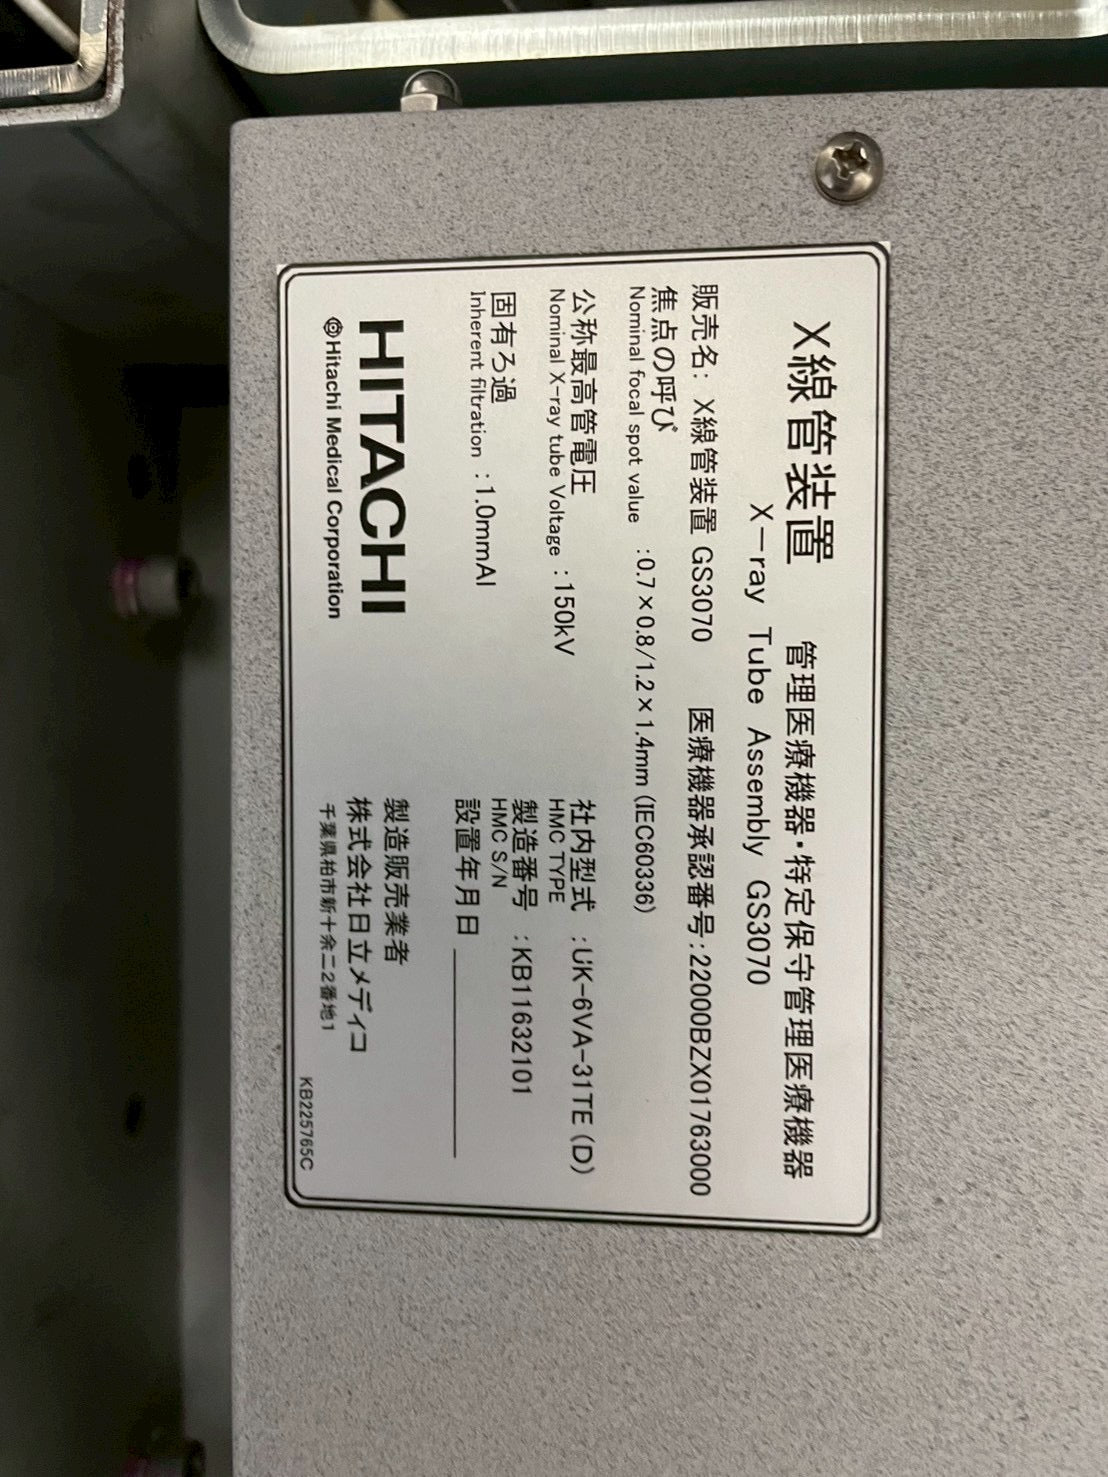 X線管装置 管理医療機器・特定保守管理医療機器
X-ray Tube Assembly GS3070
販売名: X線管装置 GS3070 医療機器承認番号:22000BZX01763000
焦点の呼び
Nominal focal spot value :0.7×0.8/1.2×1.4mm (IEC60336)
公称最高管電圧
Nominal X-ray tube Voltage :150kV
固有ろ過
Inherent filtration :1.0mmAl
社内型式
HMC TYPE :UK-6VA-31TE (D)
製造番号
HMC S/N :KB11632101
設置年月日
HITACHI
Hitachi Medical Corporation
製造販売業者
株式会社日立メディコ
千葉県柏市新十余二2番地1
KB225765C